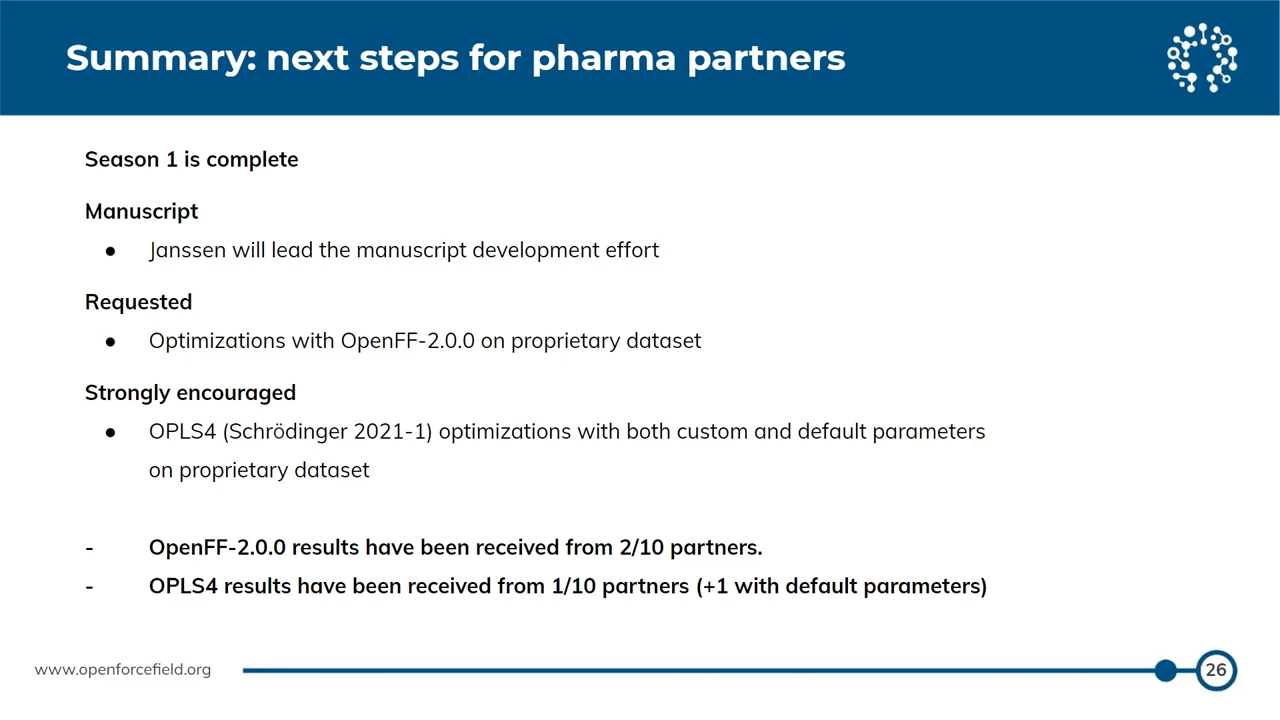 Summary: next steps for pharma partners
Season 1 is complete
Manuscript
● Janssen will lead the manuscript development effort
Requested
● Optimizations with OpenFF-2.0.0 on proprietary dataset
Strongly encouraged
● OPLS4 (Schrödinger 2021-1) optimizations with both custom and default parameters
on proprietary dataset
- OpenFF-2.0.0 results have been received from 2/10 partners.
- OPLS4 results have been received from 1/10 partners (+1 with default parameters)
www.openforcefield.org
26